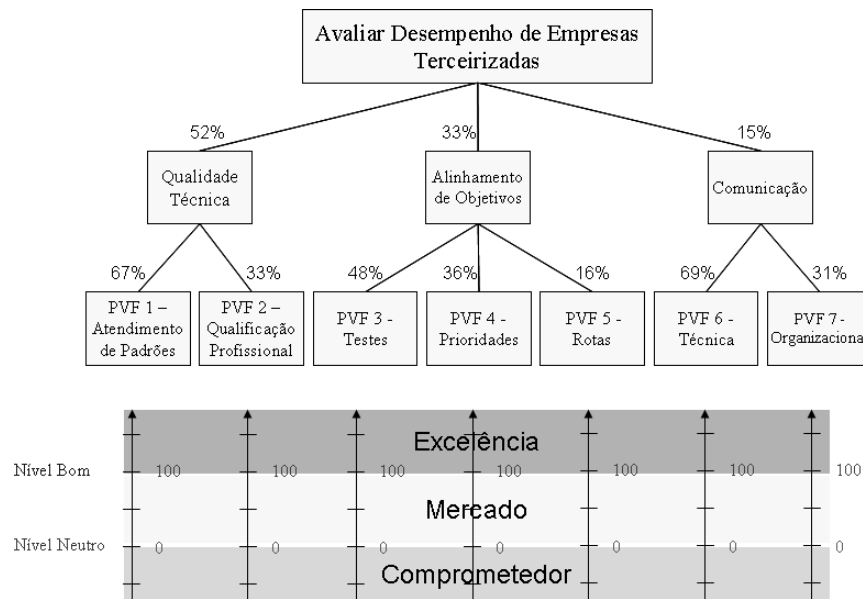 Avaliar Desempenho de Empresas
Terceirizadas
52%
33%
15%
Qualidade
Técnica
Alinhamento
de Objetivos
Comunicação
67%
33%
48%
36%
16%
69%
31%
PVF 1 –
Atendimento
de Padrões
PVF 2 –
Qualificação
Profissional
PVF 3 -
Testes
PVF 4 -
Prioridades
PVF 5 -
Rotas
PVF 6 -
Técnica
PVF 7-
Organizaciona
Excelência
Nível Bom 100 100 100 100 100 100 100
Mercado
Nível Neutro 0 0 0 0 0 0 0
Comprometedor